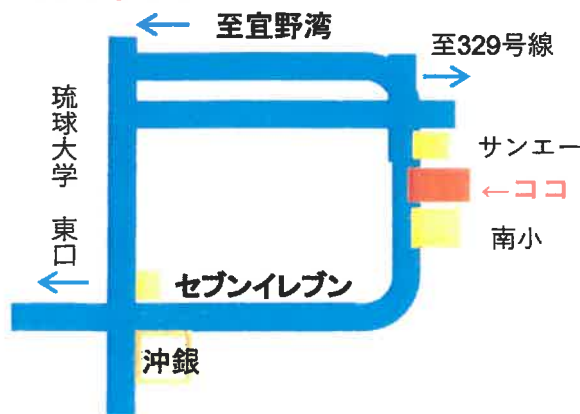 至宜野湾
至329号線
琉球大学 東口
サンエー
←ココ
南小
セブンイレブン
沖銀